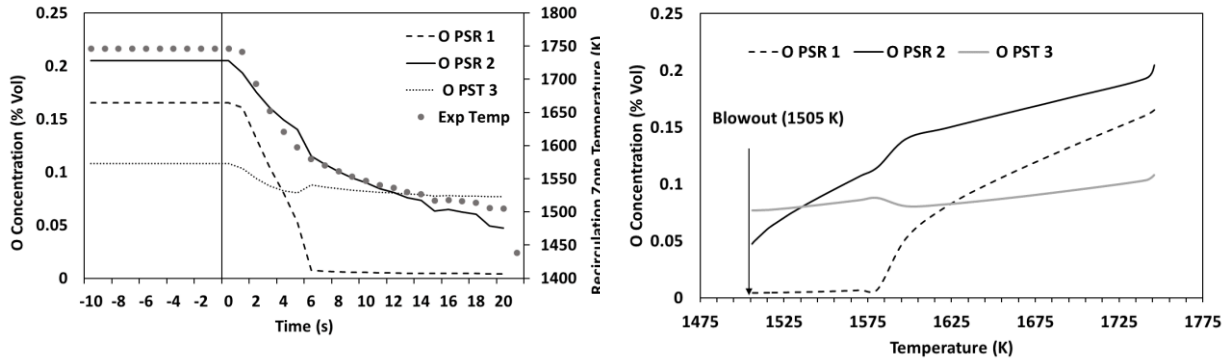 0.25
0.2
0.15
0.1
0.05
0
O Concentration (% Vol)
-10 -8 -6 -4 -2 0 2 4 6 8 10 12 14 16 18 20
Time (s)
1800
1750
1700
1650
1600
1550
1500
1450
1400
Recirculation Zone Temperature (K)
O PSR 1
O PSR 2
O PST 3
Exp Temp
0.25
0.2
0.15
0.1
0.05
0
O Concentration (% Vol)
O PSR 1 O PSR 2 O PST 3
Blowout (1505 K)
1475 1525 1575 1625 1675 1725 1775
Temperature (K)